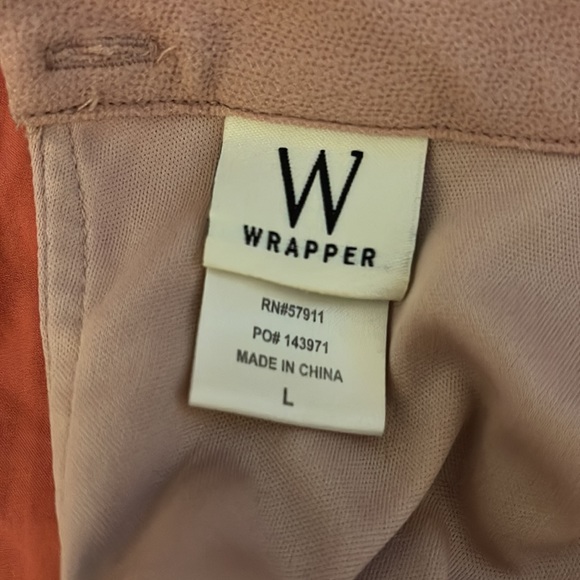 W
WRAPPER
RN#57911
PO# 143971
MADE IN CHINA
L